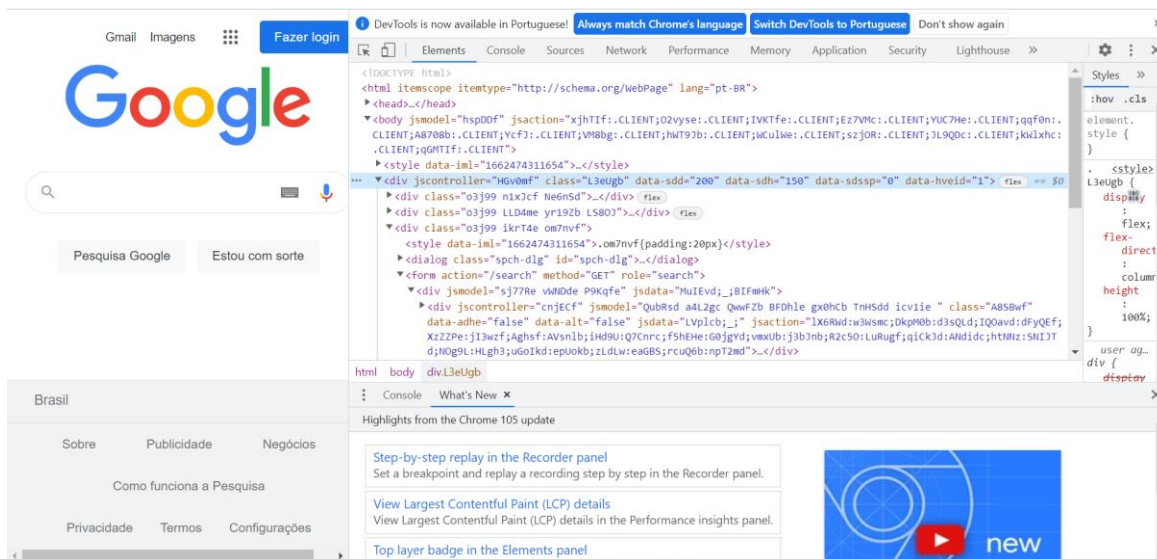 Gmail Imagens Fazer login
Google
Pesquisa Google Estou com sorte
Brasil
Sobre Publicidade Negócios
Como funciona a Pesquisa
Privacidade Termos Configurações
DevTools is now available in Portuguese! Always match Chrome's language Switch DevTools to Portuguese Don't show again
Elements Console Sources Network Performance Memory Application Security Lighthouse »
<!DOCTYPE html>
<html itemscope itemtype="http://schema.org/WebPage" lang="pt-BR">
<head>…</head>
<body jsmodel="hspDDf" jsaction="xjhTIf:.CLIENT;O2vyse:.CLIENT;IVKTfe:.CLIENT;Ez7VMc:.CLIENT;YUC7He:.CLIENT;qqf0n:.
CLIENT;A8708b:.CLIENT;YcfJ:.CLIENT;VM8bg:.CLIENT;hWT9Jb:.CLIENT;WCulWe:.CLIENT;szjOR:.CLIENT;JL9QDc:.CLIENT;kWlxhc:
.CLIENT;qGMTIf:.CLIENT">
<style data-iml="1662474311654">…</style>
<div jscontroller="HGv0mf" class="L3eUgb" data-sdd="200" data-sdh="150" data-sdssp="0" data-hveid="1"> flex == $0
<div class="o3j99 n1xJcf Ne6nSd">…</div> flex
<div class="o3j99 LLD4me yr19Zb LS8OJ">…</div> flex
<div class="o3j99 ikrT4e om7nvf">
<style data-iml="1662474311654">.om7nvf{padding:20px}</style>
<dialog class="spch-dlg" id="spch-dlg">…</dialog>
<form action="/search" method="GET" role="search">
<div jsmodel="sj77Re vWNDde P9Kqfe" jsdata="MuIEvd;_;BIFmHk">
<div jscontroller="cnjECf" jsmodel="QubRsd a4L2gc QwwFZb BFDhle gx0hCb TnHSdd icv1ie " class="A8SBwf"
data-adhe="false" data-alt="false" jsdata="LVplcb;_;" jsaction="lX6RWd:w3Wsmc;DkpM0b:d3sQLd;IQOavd:dFyQEf;
XzZZPe:jI3wzf;Aghsf:AVsnlb;iHd9U:Q7Cnrc;f5hEHe:G0jgYd;vmxUb:j3bJnb;R2c5O:LuRugf;qiCkJd:ANdidc;htNNz:SNIJT
d;NOg9L:HLgh3;uGoIkd:epUokb;zLdLw:eaGBS;rcuQ6b:npT2md">…</div>
html body div.L3eUgb
Styles »
:hov .cls
element.
style {
}
. <style>
L3eUgb {
display
:
flex;
flex-
direct
:
column
height
:
100%;
}
user ag…
div {
display
Console What's New ×
Highlights from the Chrome 105 update
Step-by-step replay in the Recorder panel
Set a breakpoint and replay a recording step by step in the Recorder panel.
View Largest Contentful Paint (LCP) details
View Largest Contentful Paint (LCP) details in the Performance insights panel.
Top layer badge in the Elements panel
new